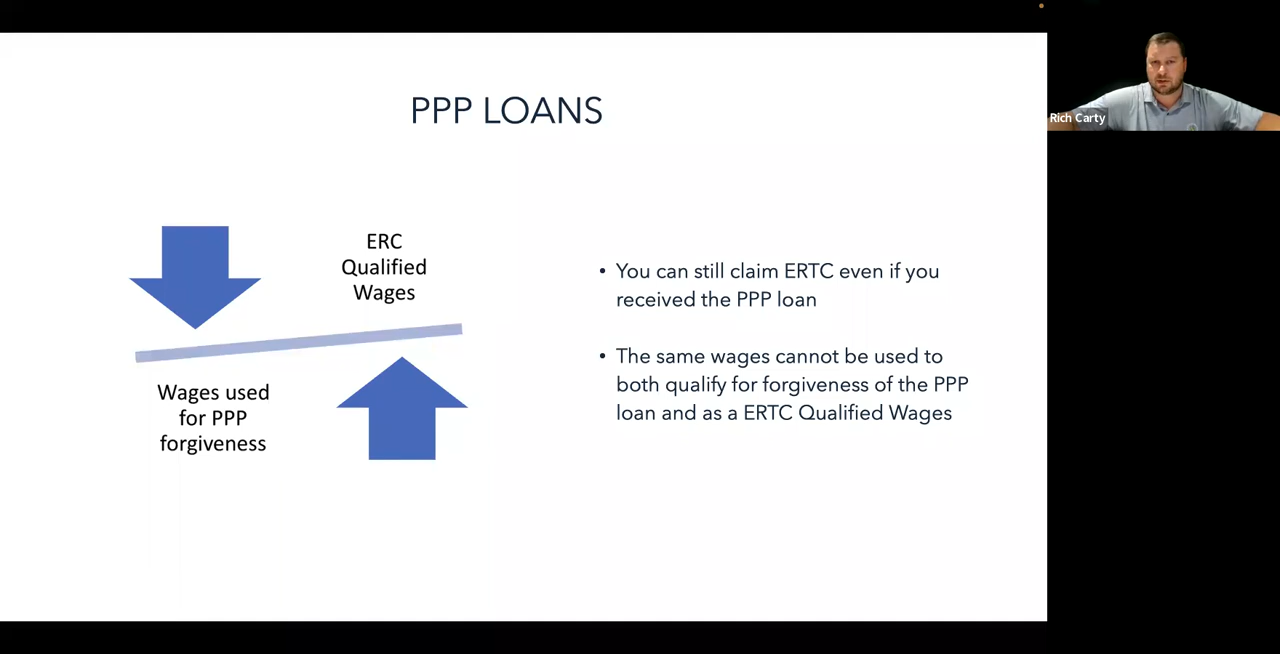 PPP LOANS
ERC
Qualified
Wages
Wages used
for PPP
forgiveness
• You can still claim ERTC even if you
received the PPP loan
• The same wages cannot be used to
both qualify for forgiveness of the PPP
loan and as a ERTC Qualified Wages
Rich Carty